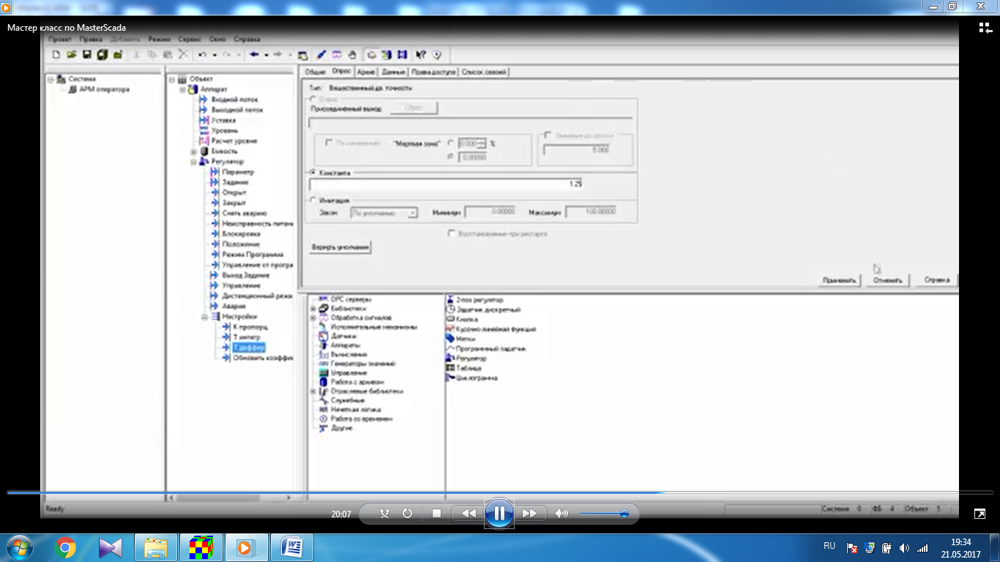 Мастер класс по MasterScada
Проект Правка Добавить Режим Сервис Окно Справка
Система
АРМ оператора
Объект
Аппарат
Входной поток
Выходной поток
Уставка
Уровень
Расчет уровня
Емкость
Регулятор
Параметр
Задание
Открыт
Закрыт
Снять аварию
Неисправность питан
Блокировка
Положение
Режим Программа
Управление от програ
Выход Задание
Управление
Дистанционный режи
Авария
Настройки
К пропорц
Т интегр
Т диффер
Обновить коэффи
Общие Опрос Архив Данные Права доступа Список связей
Тип: Вещественный дв. точности
Опрос
Присоединённый выход Сброс
По изменению "Мертвая зона" 0.000 %
0.00000
5.000
Константа
1.25
Имитация
Закон По умолчанию Минимум 0.00000 Максимум 100.00000
Восстановление при рестарте
Вернуть умолчания
Применить Отменить Справка
OPC серверы
Библиотеки
Обработка сигналов
Исполнительные механизмы
Датчики
Аппараты
Вычисления
Генераторы значений
Управление
Работа с архивом
Отраслевые библиотеки
Служебные
Нечеткая логика
Работа со временем
Другие
2-поз регулятор
Задатчик дискретный
Кнопка
Кусочно-линейная функция
Метки
Программный задатчик
Регулятор
Таблица
Циклограмма
Ready
Система 0 ФБ 4 Объект 5
20:07
RU
19:34
21.05.2017